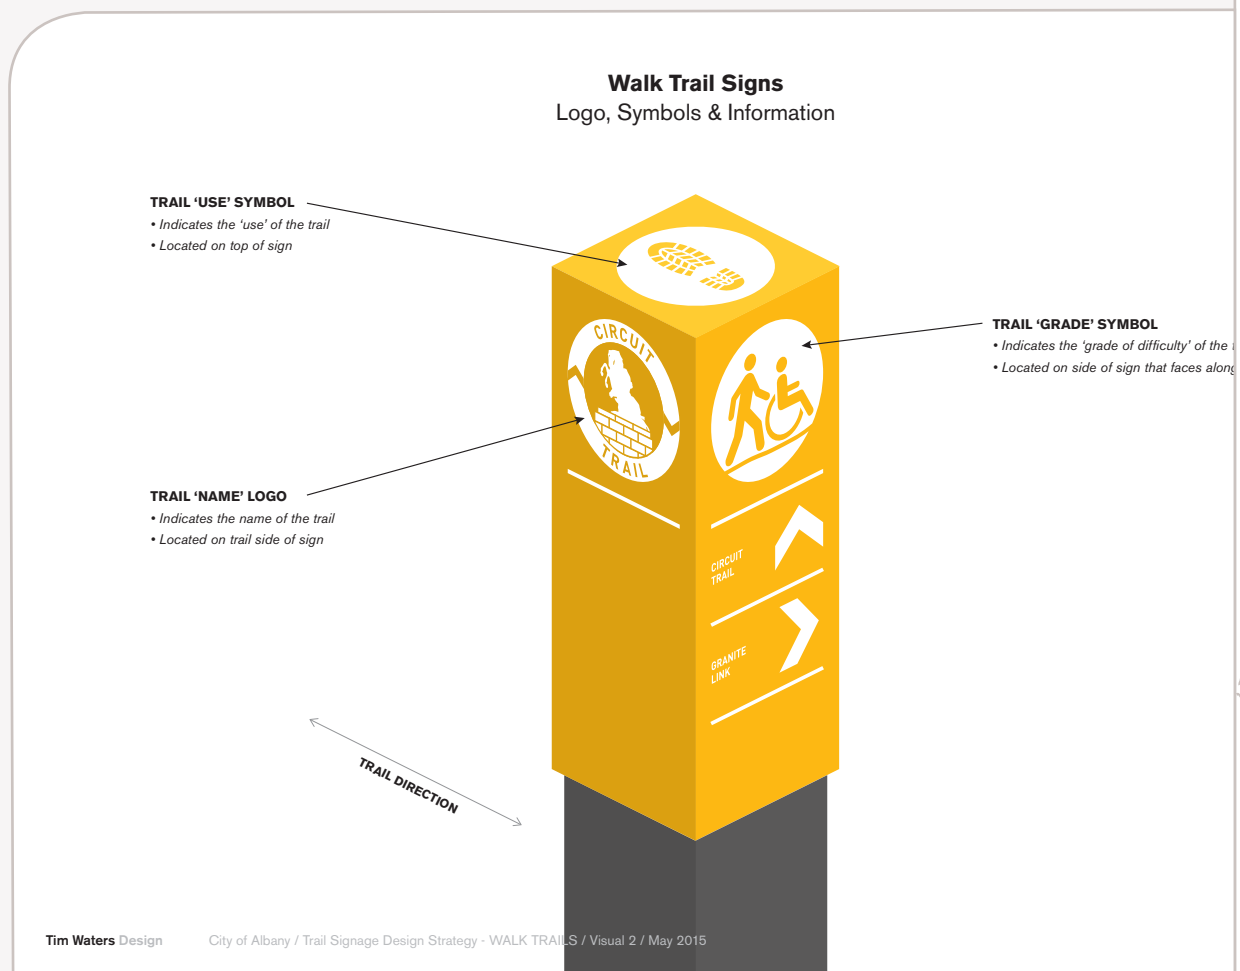 Walk Trail Signs
Logo, Symbols & Information
TRAIL ‘USE’ SYMBOL
• Indicates the ‘use’ of the trail
• Located on top of sign
TRAIL ‘GRADE’ SYMBOL
• Indicates the ‘grade of difficulty’ of the
• Located on side of sign that faces along
CIRCUIT
TRAIL
TRAIL ‘NAME’ LOGO
• Indicates the name of the trail
• Located on trail side of sign
CIRCUIT
TRAIL
GRANITE
LINK
TRAIL DIRECTION
Tim Waters Design
City of Albany / Trail Signage Design Strategy - WALK TRAILS / Visual 2 / May 2015